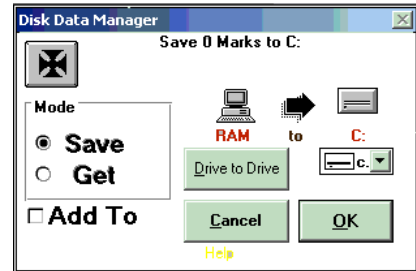 Disk Data Manager
Save 0 Marks to C:
Mode
Save
Get
RAM to C:
Drive to Drive
c.
Add To
Cancel
OK
Help